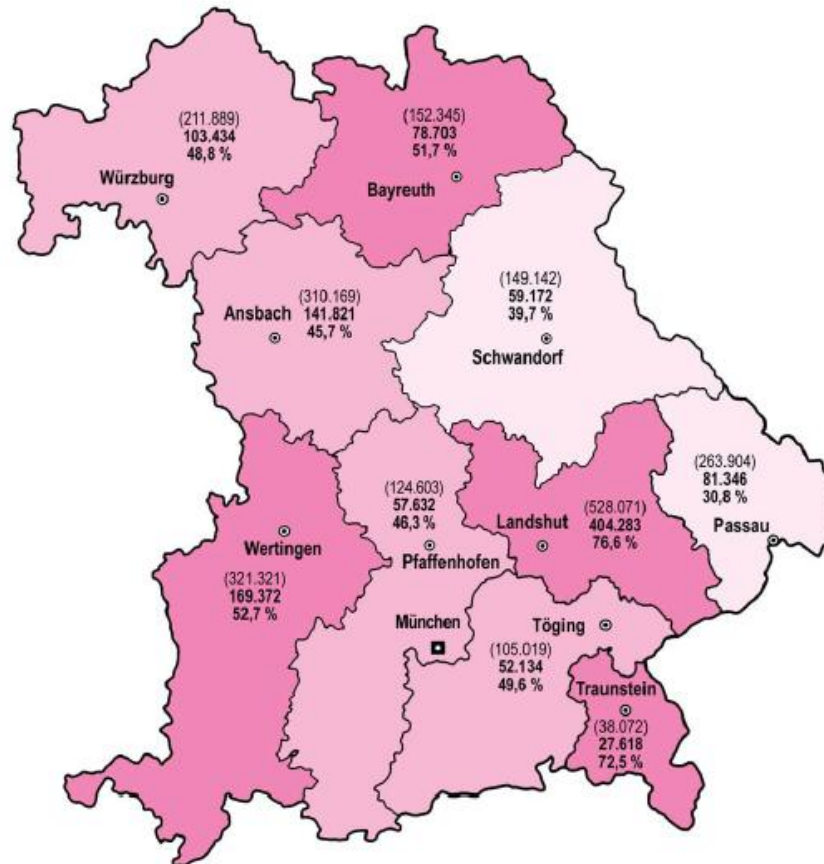 (211.889)
103.434
48,8 %
Würzburg
(152.345)
78.703
51,7 %
Bayreuth
(310.169)
Ansbach 141.821
45,7 %
(149.142)
59.172
39,7 %
Schwandorf
(124.603)
57.632
46,3 %
Pfaffenhofen
(528.071)
Landshut 404.283
76,6 %
(263.904)
81.346
30,8 %
Passau
Wertingen
(321.321)
169.372
52,7 %
München
Töging
(105.019)
52.134
49,6 %
Traunstein
(38.072)
27.618
72,5 %